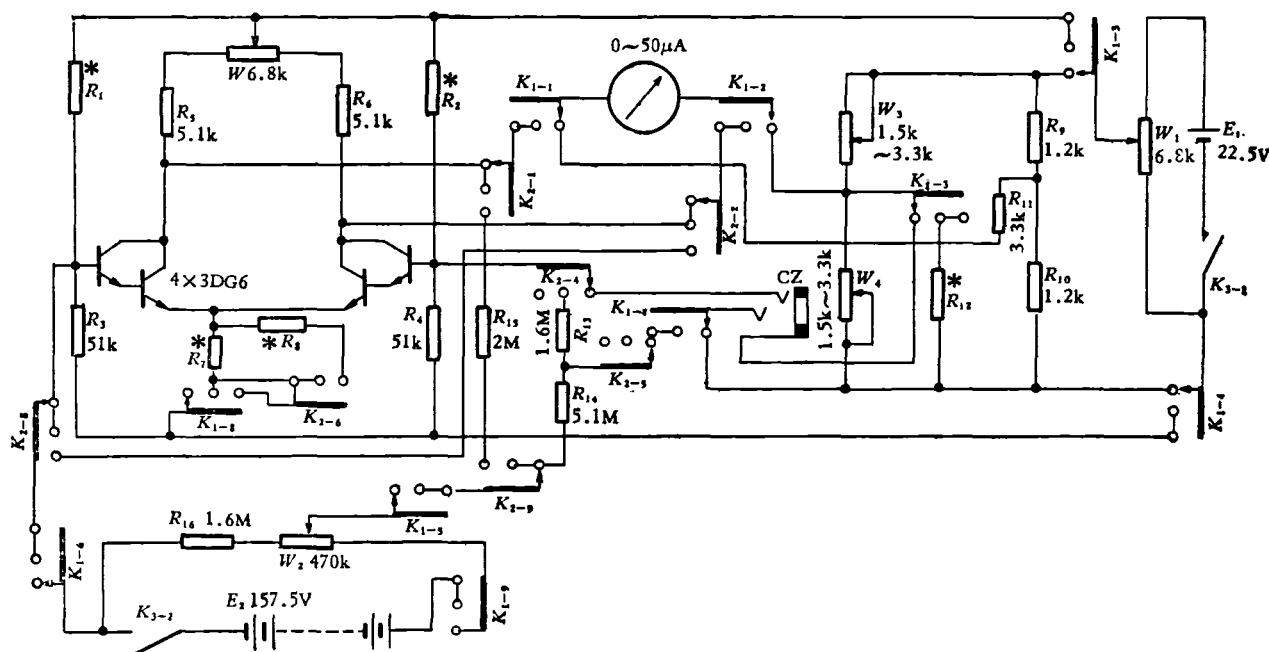 0~50μA
K1-1
K1-2
K1-3
* R1
W 6.8k
* R2
R5 5.1k
R6 5.1k
W3 1.5k ~3.3k
R9 1.2k
W1 6.8k
E1. 22.5V
K2-1
K2-2
R11 3.3k
4×3DG6
K2-4
CZ
W4 1.5k~3.3k
* R12
R10 1.2k
K3-8
R3 51k
* R7
* R8
R4 51k
R15 2M
1.6M R13
K2-5
R14 5.1M
K2-8
K1-8
K2-6
K1-4
K2-9
R16 1.6M
K1-5
W2 470k
K1-6
K3-2
E2 157.5V
K1-9